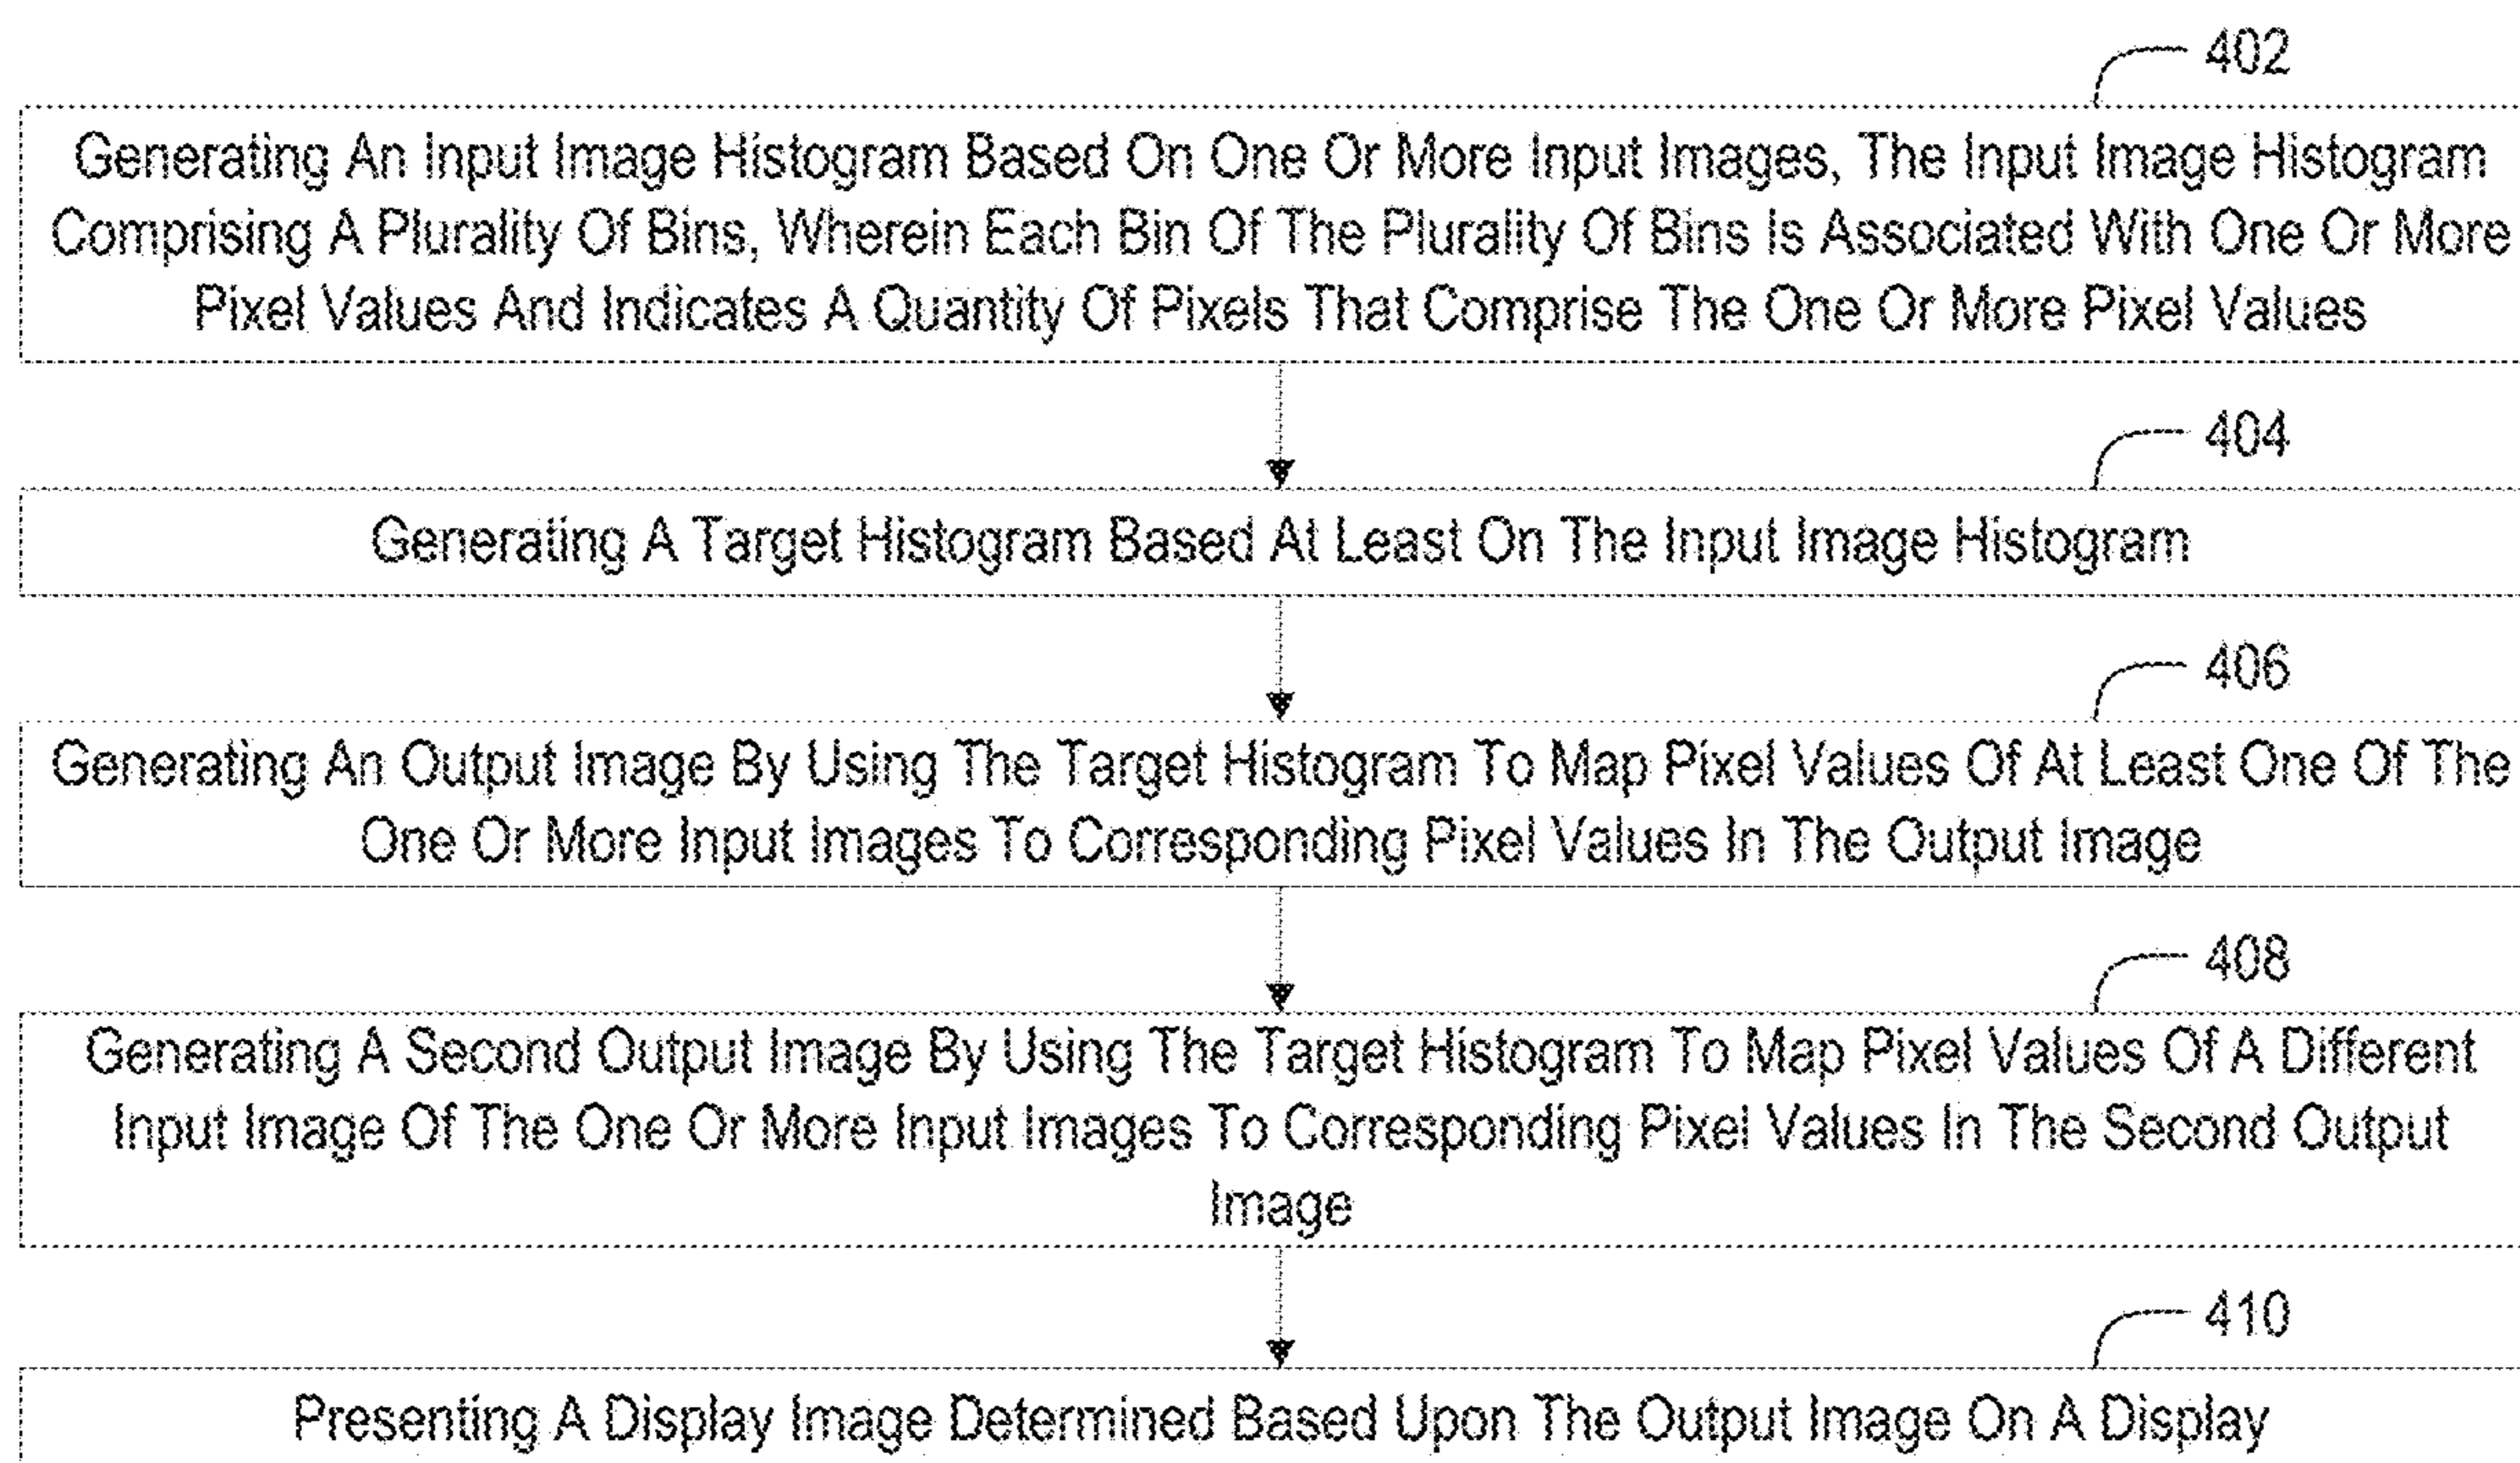 402
Generating An Input Image Histogram Based On One Or More Input Images, The Input Image Histogram
Comprising A Plurality Of Bins, Wherein Each Bin Of The Plurality Of Bins Is Associated With One Or More
Pixel Values And Indicates A Quantity Of Pixels That Comprise The One Or More Pixel Values
404
Generating A Target Histogram Based At Least On The Input Image Histogram
406
Generating An Output Image By Using The Target Histogram To Map Pixel Values Of At Least One Of The
One Or More Input Images To Corresponding Pixel Values In The Output Image
408
Generating A Second Output Image By Using The Target Histogram To Map Pixel Values Of A Different
Input Image Of The One Or More Input Images To Corresponding Pixel Values In The Second Output
Image
410
Presenting A Display Image Determined Based Upon The Output Image On A Display